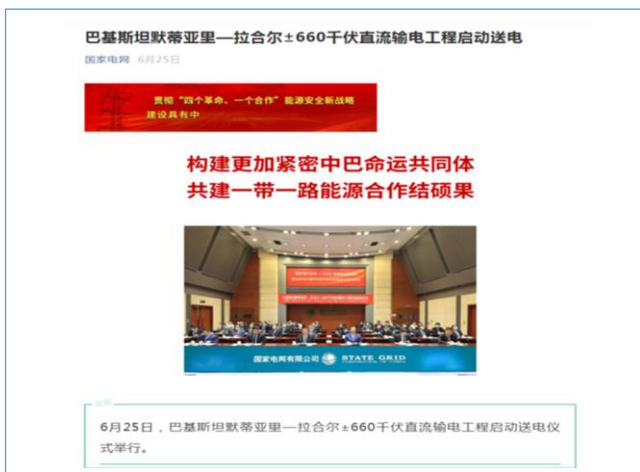 巴基斯坦默蒂亚里—拉合尔±660千伏直流输电工程启动送电
国家电网 6月25日
贯彻“四个革命、一个合作”能源安全新战略
建设具有中
构建更加紧密中巴命运共同体
共建一带一路能源合作结硕果
国家电网有限公司 STATE GRID
6月25日，巴基斯坦默蒂亚里—拉合尔±660千伏直流输电工程启动送电仪
式举行。